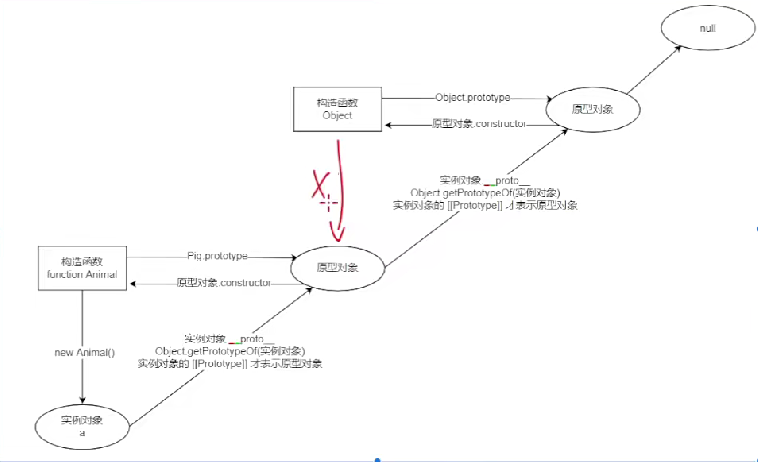 null
构造函数
Object
Object.prototype
原型对象
原型对象.constructor
实例对象.__proto__
Object.getPrototypeOf(实例对象)
实例对象的 [[Prototype]] 才表示原型对象
X
构造函数
function Animal
Pig.prototype
原型对象
原型对象.constructor
实例对象.__proto__
Object.getPrototypeOf(实例对象)
实例对象的 [[Prototype]] 才表示原型对象
new Animal()
实例对象
a